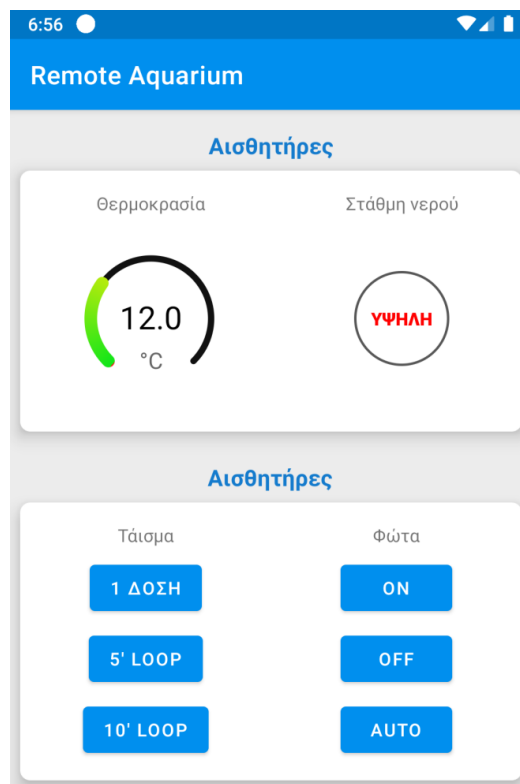 6:56
Remote Aquarium
Αισθητήρες
Θερμοκρασία
Στάθμη νερού
12.0
°C
ΥΨΗΛΗ
Αισθητήρες
Τάισμα
Φώτα
1 ΔΟΣΗ
ON
5' LOOP
OFF
10' LOOP
AUTO